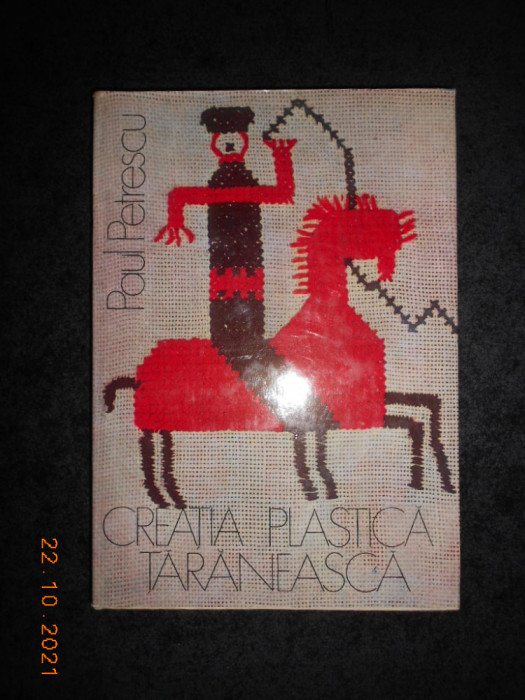 Paul Petrescu
CREAȚIA PLASTICĂ
ȚĂRĂNEASCĂ
22.10.2021